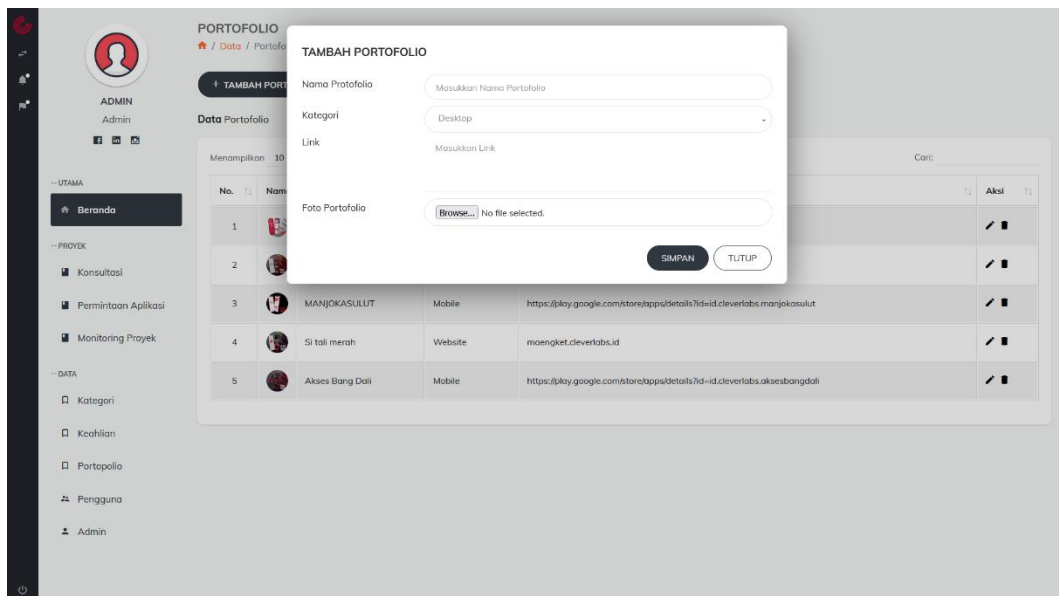 PORTOFOLIO
/ Data / Portofo
+ TAMBAH PORT
ADMIN
Admin
Data Portofolio
Menampilkan 10
Cari:
No. Nam Aksi
1
2
3 MANJOKASULUT Mobile https://play.google.com/store/apps/details?id=id.cleverlabs.manjokasulut
4 Si tali merah Website maengket.cleverlabs.id
5 Akses Bang Dali Mobile https://play.google.com/store/apps/details?id=id.cleverlabs.aksesbangdali
TAMBAH PORTOFOLIO
Nama Protofolio Masukkan Nama Portofolio
Kategori Desktop
Link Masukkan Link
Foto Portofolio Browse... No file selected.
SIMPAN TUTUP
-- UTAMA
Beranda
-- PROYEK
Konsultasi
Permintaan Aplikasi
Monitoring Proyek
-- DATA
Kategori
Keahlian
Portopolio
Pengguna
Admin